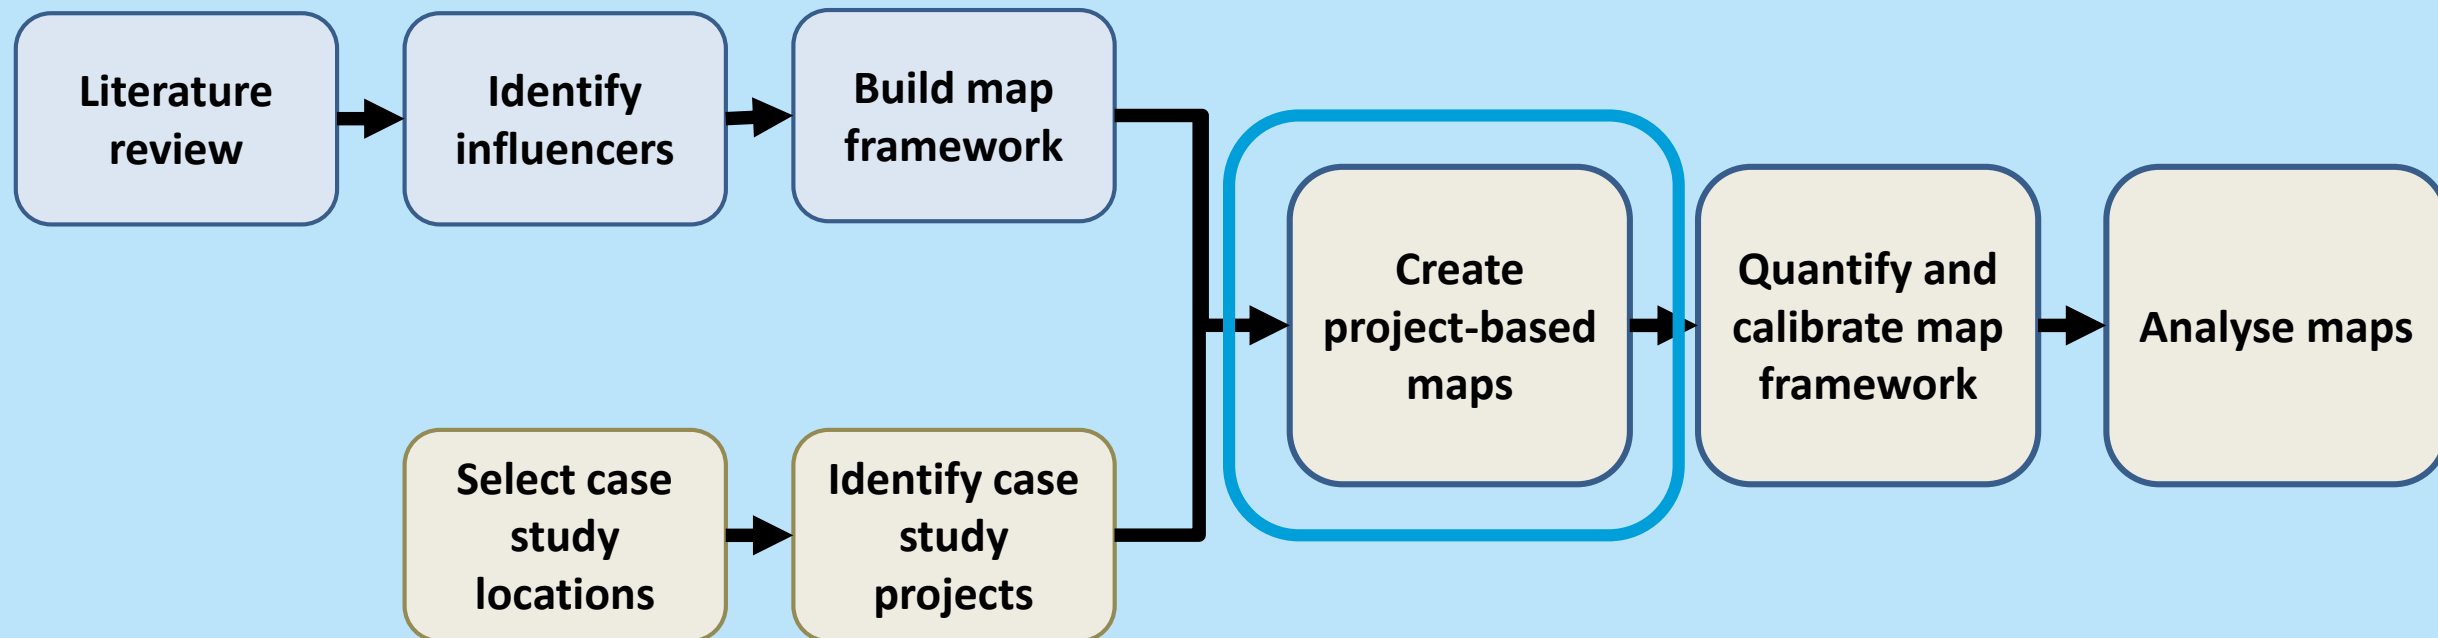 Literature
review
Identify
influencers
Build map
framework
Create
project-based
maps
Quantify and
calibrate map
framework
Analyse maps
Select case
study
locations
Identify case
study
projects